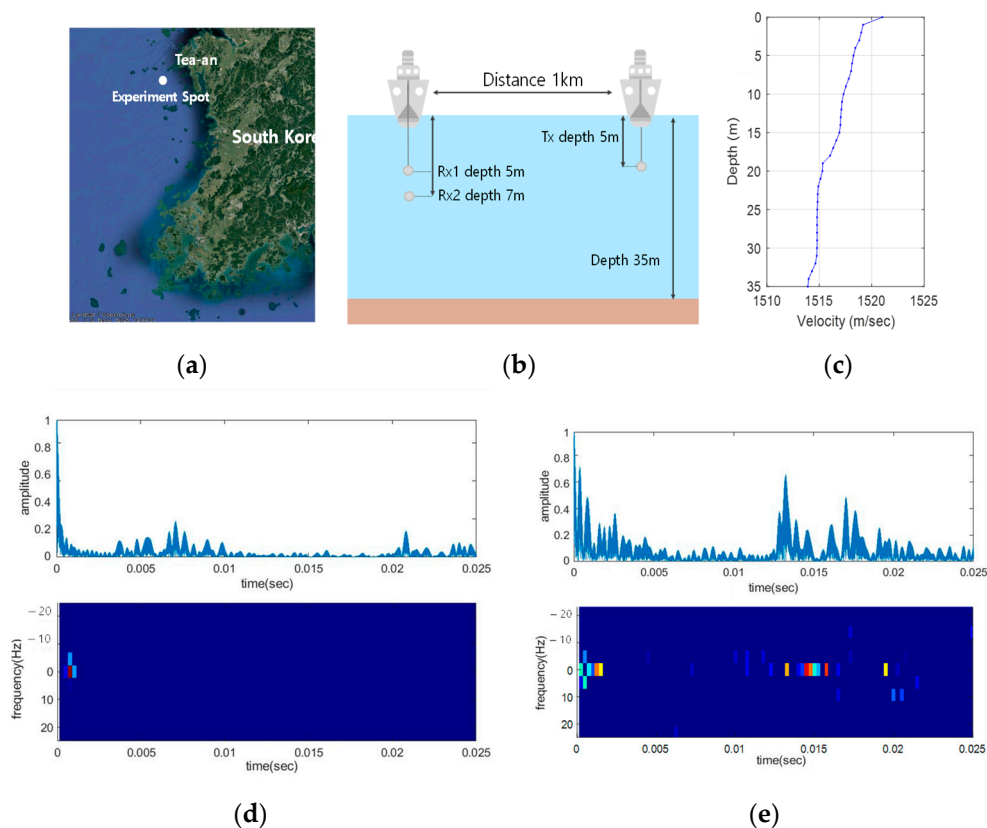 Tea-an
Experiment Spot
South Kore
(a)
Distance 1km
Tx depth 5m
Rx1 depth 5m
Rx2 depth 7m
Depth 35m
(b)
0
5
10
15
20
25
30
35
Depth (m)
1510
1515
1520
1525
Velocity (m/sec)
(c)
1
0.8
0.6
0.4
0.2
0
amplitude
0
0.005
0.01
0.015
0.02
0.025
time(sec)
− 20
− 10
0
10
20
frequency(Hz)
0
0.005
0.01
0.015
0.02
0.025
time(sec)
(d)
1
0.8
0.6
0.4
0.2
0
amplitude
0
0.005
0.01
0.015
0.02
0.025
time(sec)
− 20
− 10
0
10
20
frequency(Hz)
0
0.005
0.01
0.015
0.02
0.025
time(sec)
(e)